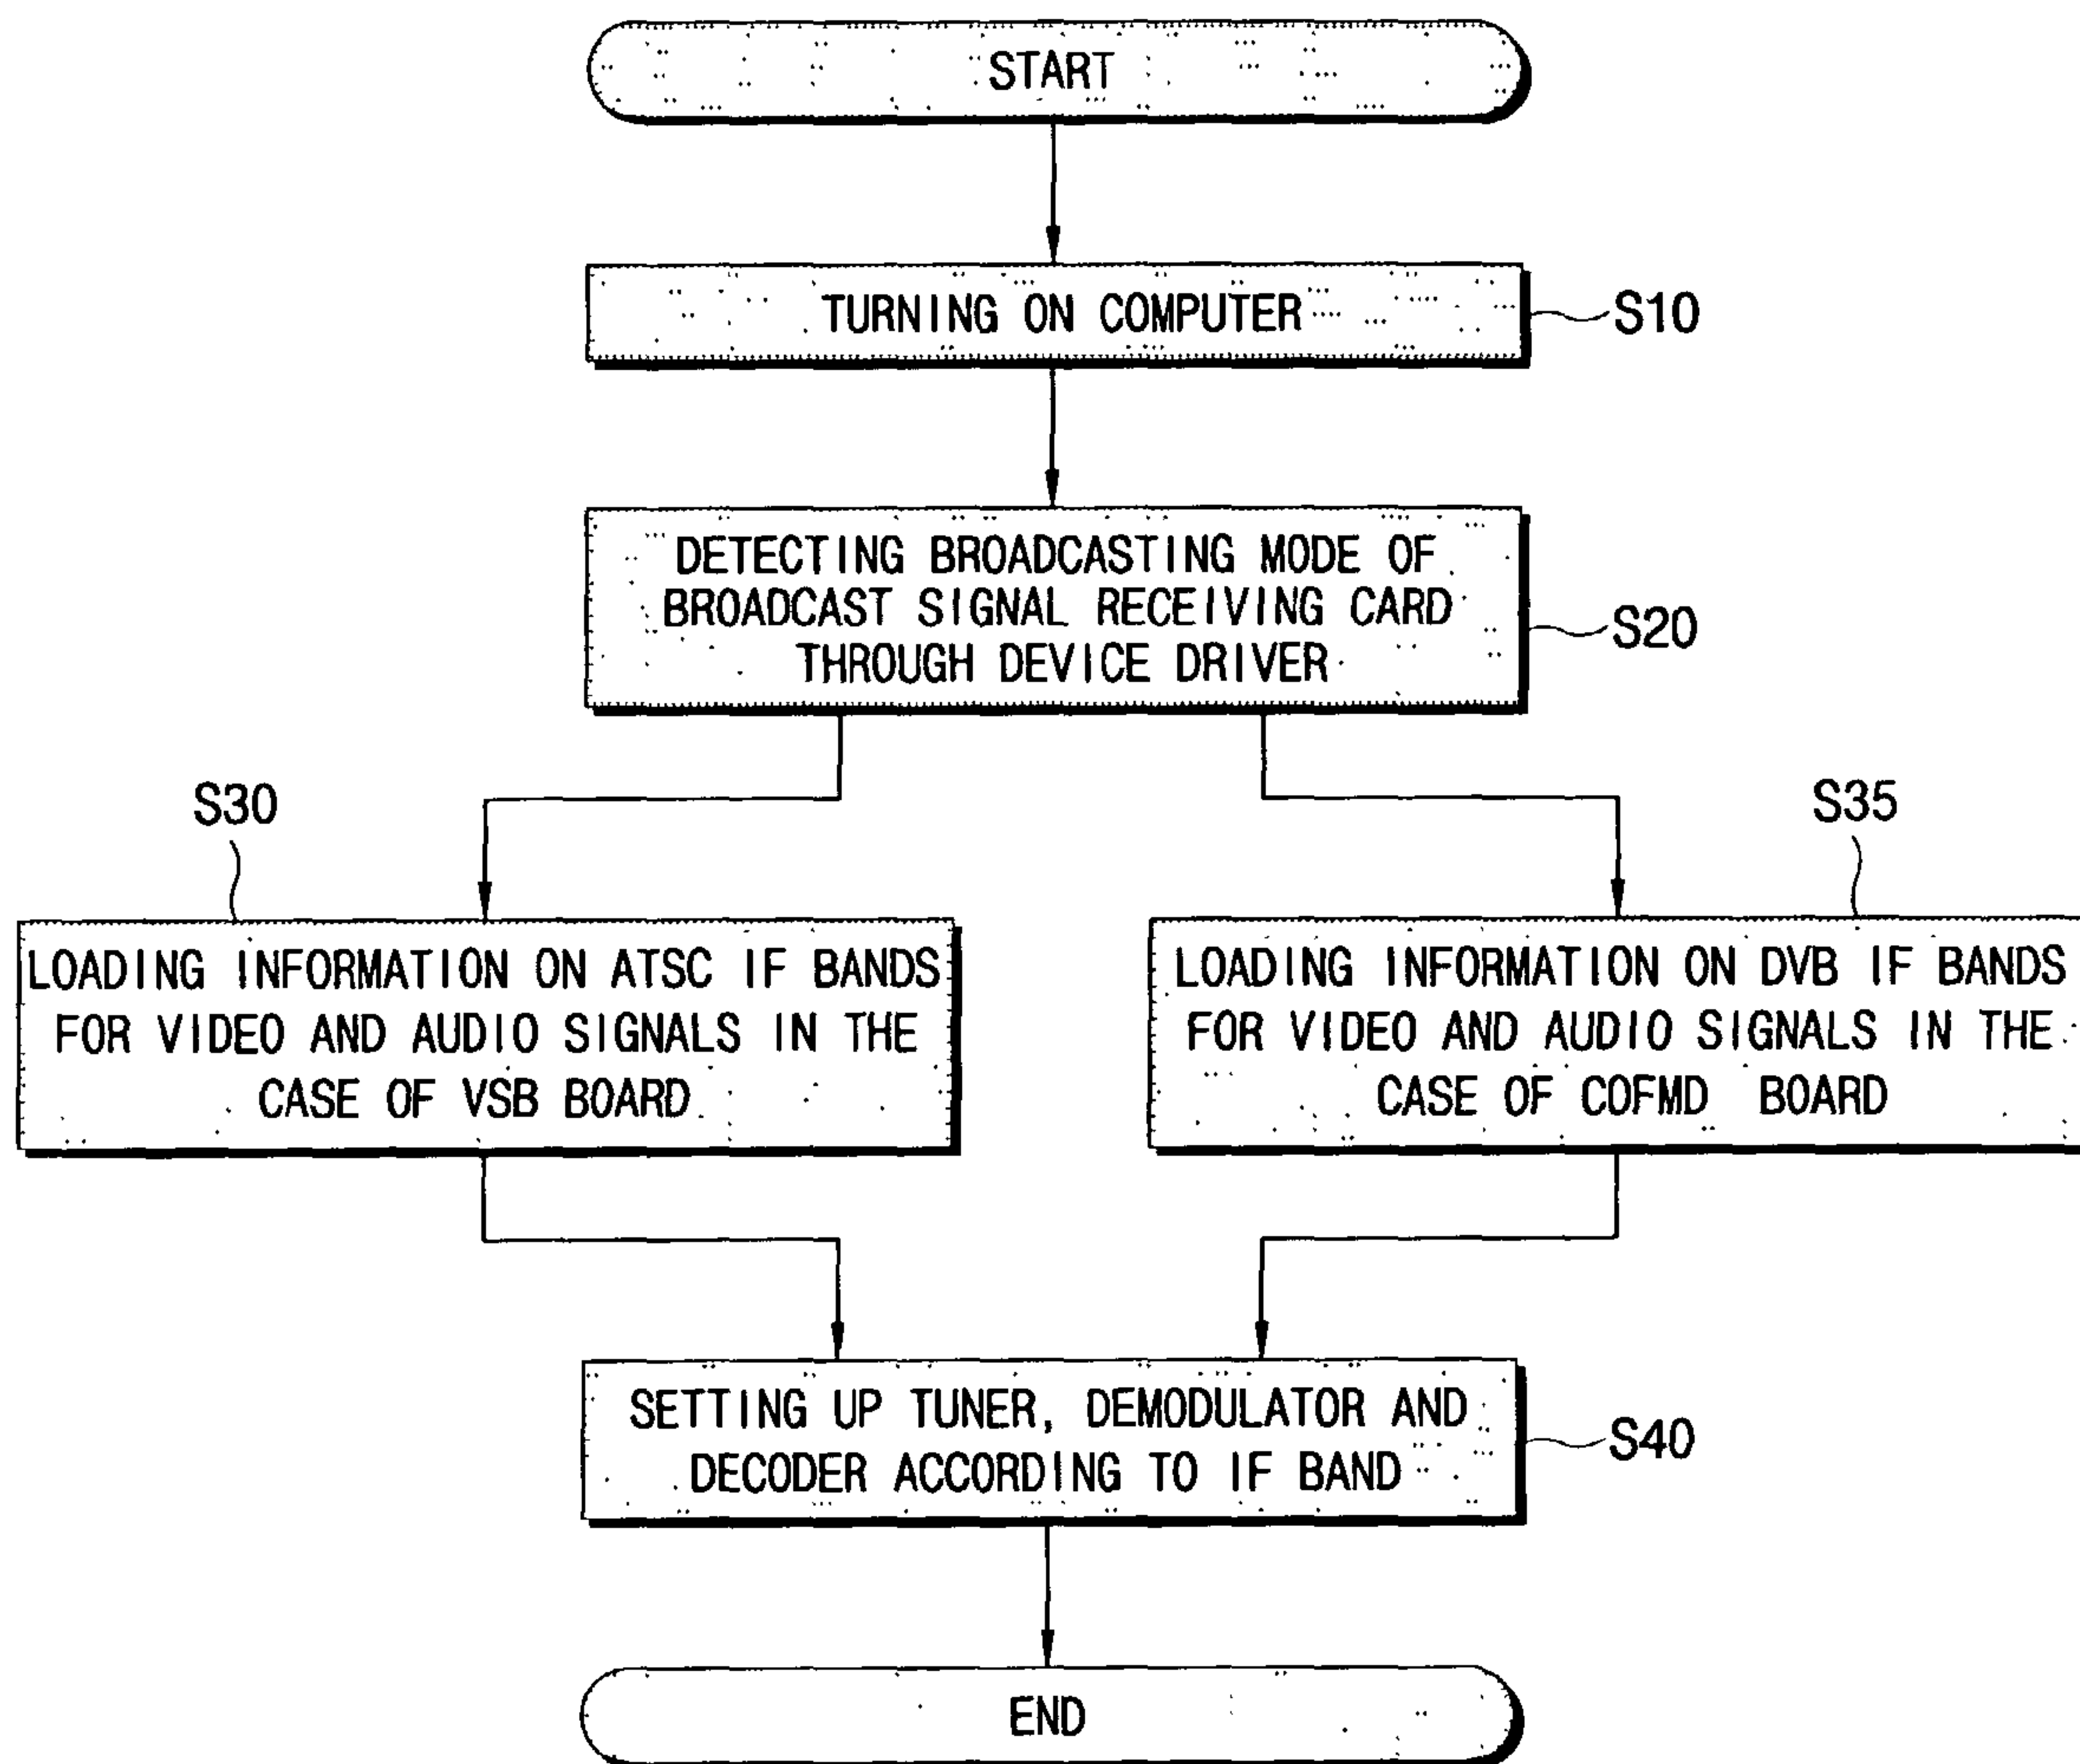 START
TURNING ON COMPUTER
S10
DETECTING BROADCASTING MODE OF
BROADCAST SIGNAL RECEIVING CARD
THROUGH DEVICE DRIVER
S20
S30
LOADING INFORMATION ON ATSC IF BANDS
FOR VIDEO AND AUDIO SIGNALS IN THE
CASE OF VSB BOARD
S35
LOADING INFORMATION ON DVB IF BANDS
FOR VIDEO AND AUDIO SIGNALS IN THE
CASE OF COFMD BOARD
SETTING UP TUNER, DEMODULATOR AND
DECODER ACCORDING TO IF BAND
S40
END